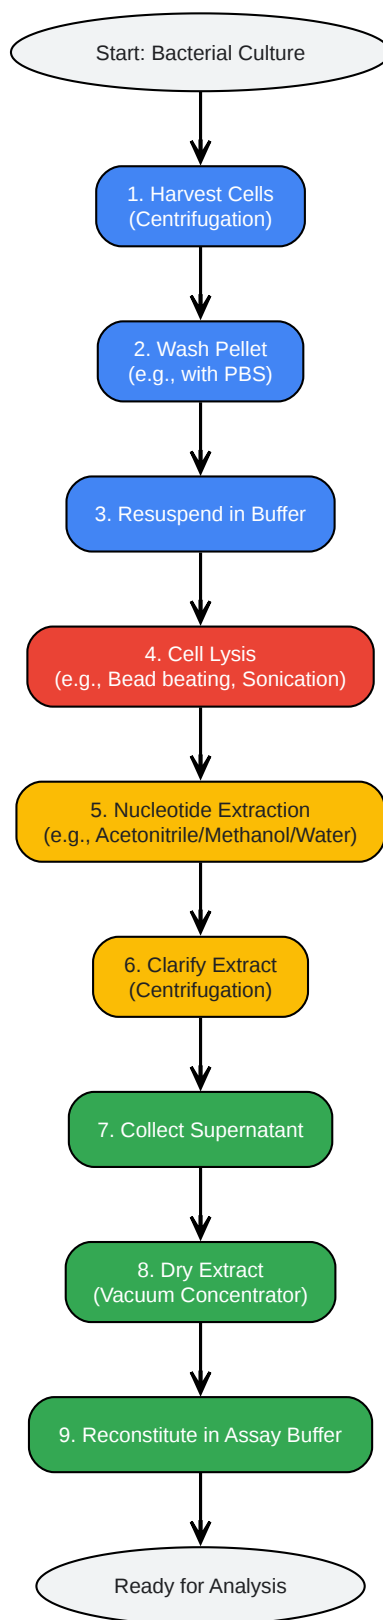 Start: Bacterial Culture
1. Harvest Cells
(Centrifugation)
2. Wash Pellet
(e.g., with PBS)
3. Resuspend in Buffer
4. Cell Lysis
(e.g., Bead beating, Sonication)
5. Nucleotide Extraction
(e.g., Acetonitrile/Methanol/Water)
6. Clarify Extract
(Centrifugation)
7. Collect Supernatant
8. Dry Extract
(Vacuum Concentrator)
9. Reconstitute in Assay Buffer
Ready for Analysis